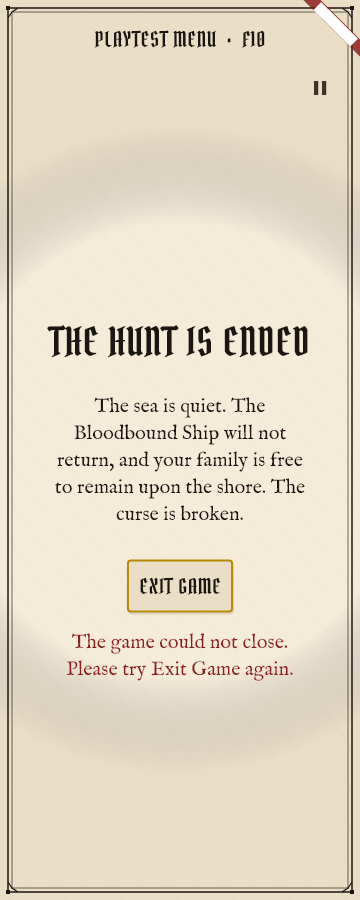 PLAYTEST MENU · F10
THE HUNT IS ENDED
The sea is quiet. The
Bloodbound Ship will not
return, and your family is free
to remain upon the shore. The
curse is broken.
EXIT GAME
The game could not close.
Please try Exit Game again.